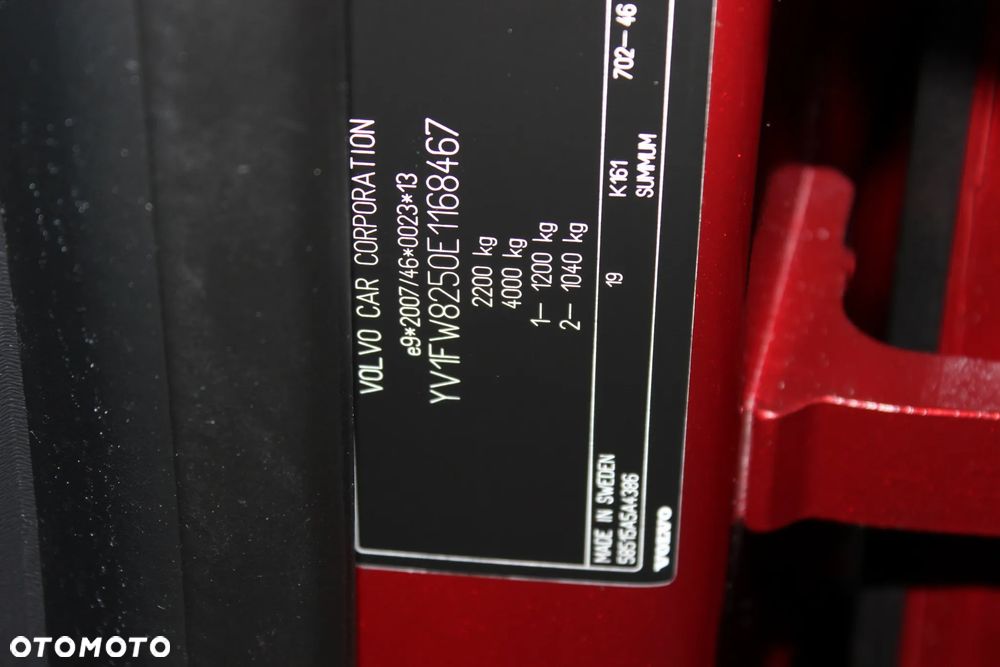 VOLVO CAR CORPORATION
e9*2007/46*0023*13
YV1FW8250E1168467
2200 kg
4000 kg
1– 1200 kg
2– 1040 kg
MADE IN SWEDEN 19 K161 702–46
S8515A5A4386 SUMMUM
VOLVO
OTOMOTO